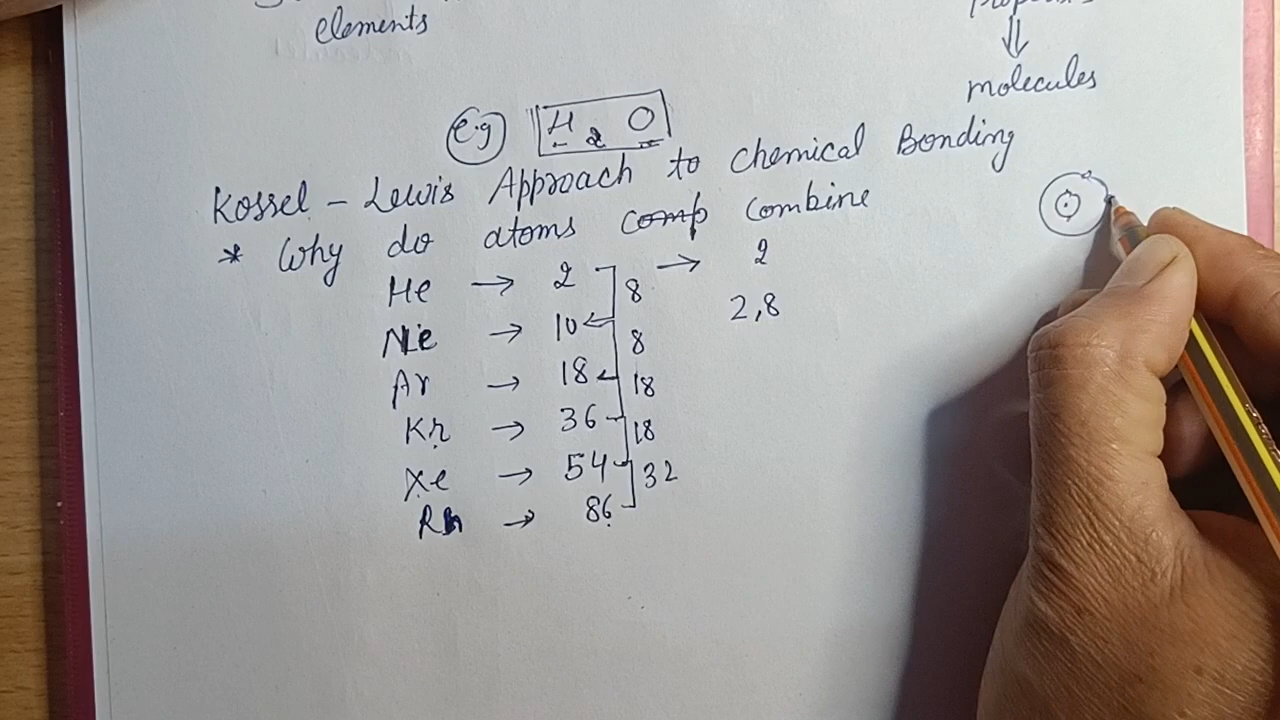 elements
molecules
e.g H2O
Kossel - Lewis Approach to Chemical Bonding
* Why do atoms comp combine
He → 2 → 2
8
Ne → 10 2,8
8
Ar → 18
18
Kr → 36
18
Xe → 54
32
Rn → 86